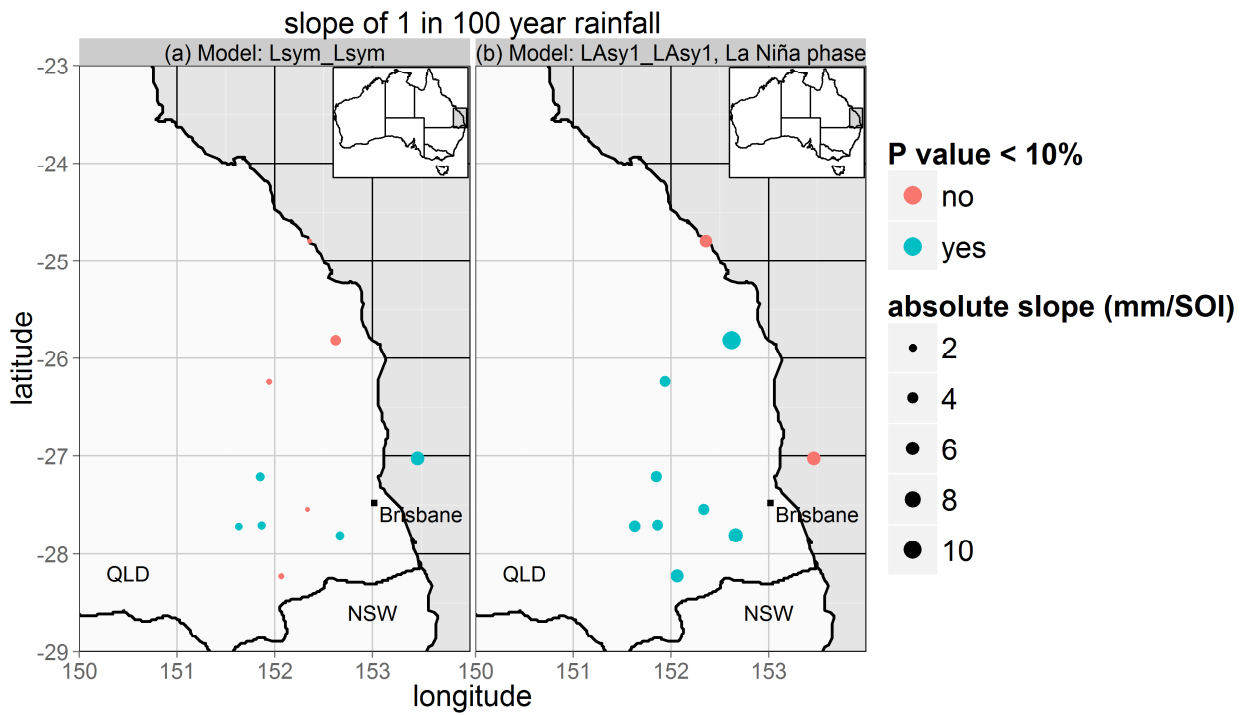 slope of 1 in 100 year rainfall
(a) Model: Lsym_Lsym
(b) Model: LAsy1_LAsy1, La Niña phase
-23
-24
-25
-26
-27
-28
-29
latitude
Brisbane
QLD
NSW
Brisbane
QLD
NSW
150 151 152 153
150 151 152 153
longitude
P value < 10%
no
yes
absolute slope (mm/SOI)
2
4
6
8
10